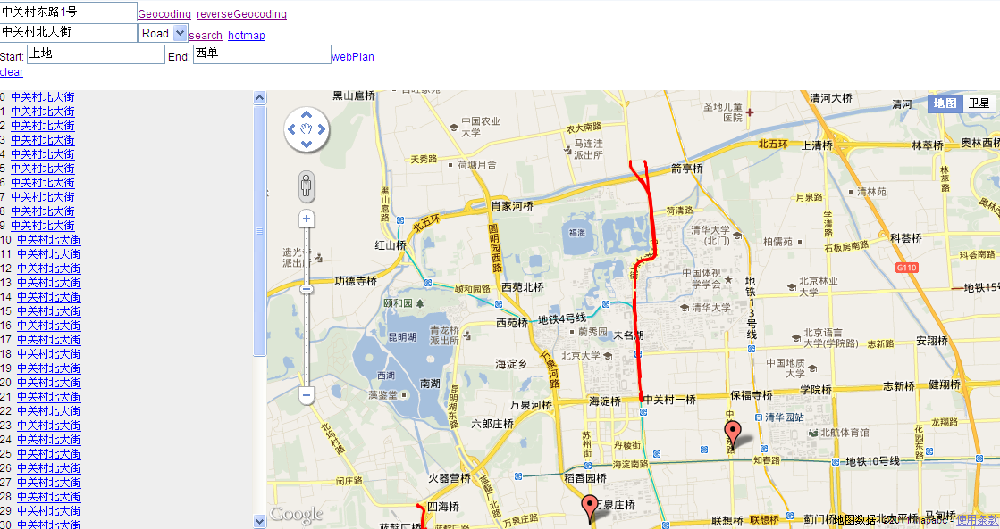 中关村东路1号 Geocoding reverseGeocoding
中关村北大街 Road search hotmap
Start: 上地 End: 西单 webPlan
clear
0 中关村北大街
1 中关村北大街
2 中关村北大街
3 中关村北大街
4 中关村北大街
5 中关村北大街
6 中关村北大街
7 中关村北大街
8 中关村北大街
9 中关村北大街
10 中关村北大街
11 中关村北大街
12 中关村北大街
13 中关村北大街
14 中关村北大街
15 中关村北大街
16 中关村北大街
17 中关村北大街
18 中关村北大街
19 中关村北大街
20 中关村北大街
21 中关村北大街
22 中关村北大街
23 中关村北大街
24 中关村北大街
25 中关村北大街
26 中关村北大街
27 中关村北大街
28 中关村北大街
29 中关村北大街
30 中关村北大街
黑山扈桥
清河大桥
清河
地图 卫星
圣地儿童
医院
中国农业
大学
农大南路
马连洼
派出所
北五环
上清桥
林萃桥
奥林西桥
天秀路
荷塘月舍
箭亭桥
林萃路
黑山扈路
月泉路
清林苑
肖家河桥
荷清路
学清路
北五环
圆明园西路
福海
清华大学
(北门)
柏儒苑
科荟桥
石板房南路
红山桥
科荟南路
遗光寺
派出所
G110
中国体视
学学会
功德寺桥
颐和园路
西苑北桥
地铁13号线
北京林业
大学
地铁15号
颐和园
清华大学
西苑桥
地铁4号线
青龙桥
派出所
蔚秀园
昆明湖
未名湖
北京语言
大学(学院路)
志新路
安翔桥
万泉河路
北京大学
西湖
海淀乡
中国地质
大学
南湖
藻鉴堂
昆明湖东路
海淀桥
中关村一桥
保福寺桥
学院桥
志新桥
健翔桥
万泉河桥
六郎庄桥
清华园站
龙翔路
北坞村路
苏州街
丹棱街
北航体育馆
花园路
海淀南路
知春路
地铁10号线
火器营桥
稻香园桥
闵庄路
蓝靛厂北路
四海桥
万泉庄路
万庄桥
蓝靛厂桥
联想桥
联想桥
蓟门桥
北太平桥
马甸桥
Google
地图数据 ©2011 mapabc - 使用条款